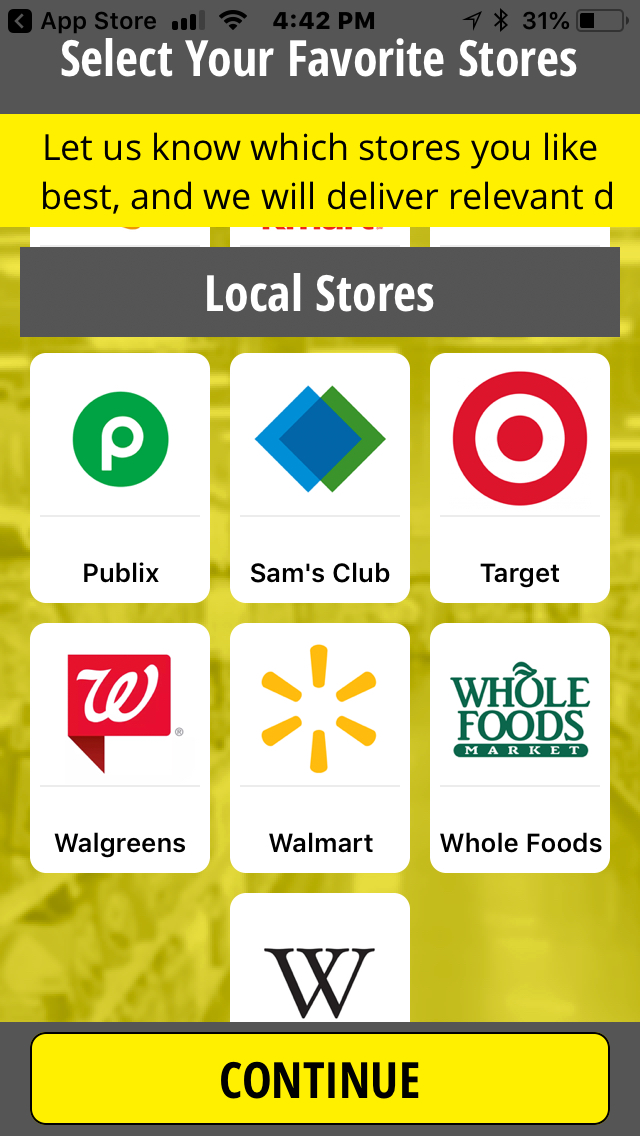 App Store 4:42 PM 31%
Select Your Favorite Stores
Let us know which stores you like
best, and we will deliver relevant d
Kmart
Local Stores
P
Publix
Sam's Club
Target
W ®
Walgreens
Walmart
WHOLE
FOODS
MARKET
Whole Foods
W
CONTINUE